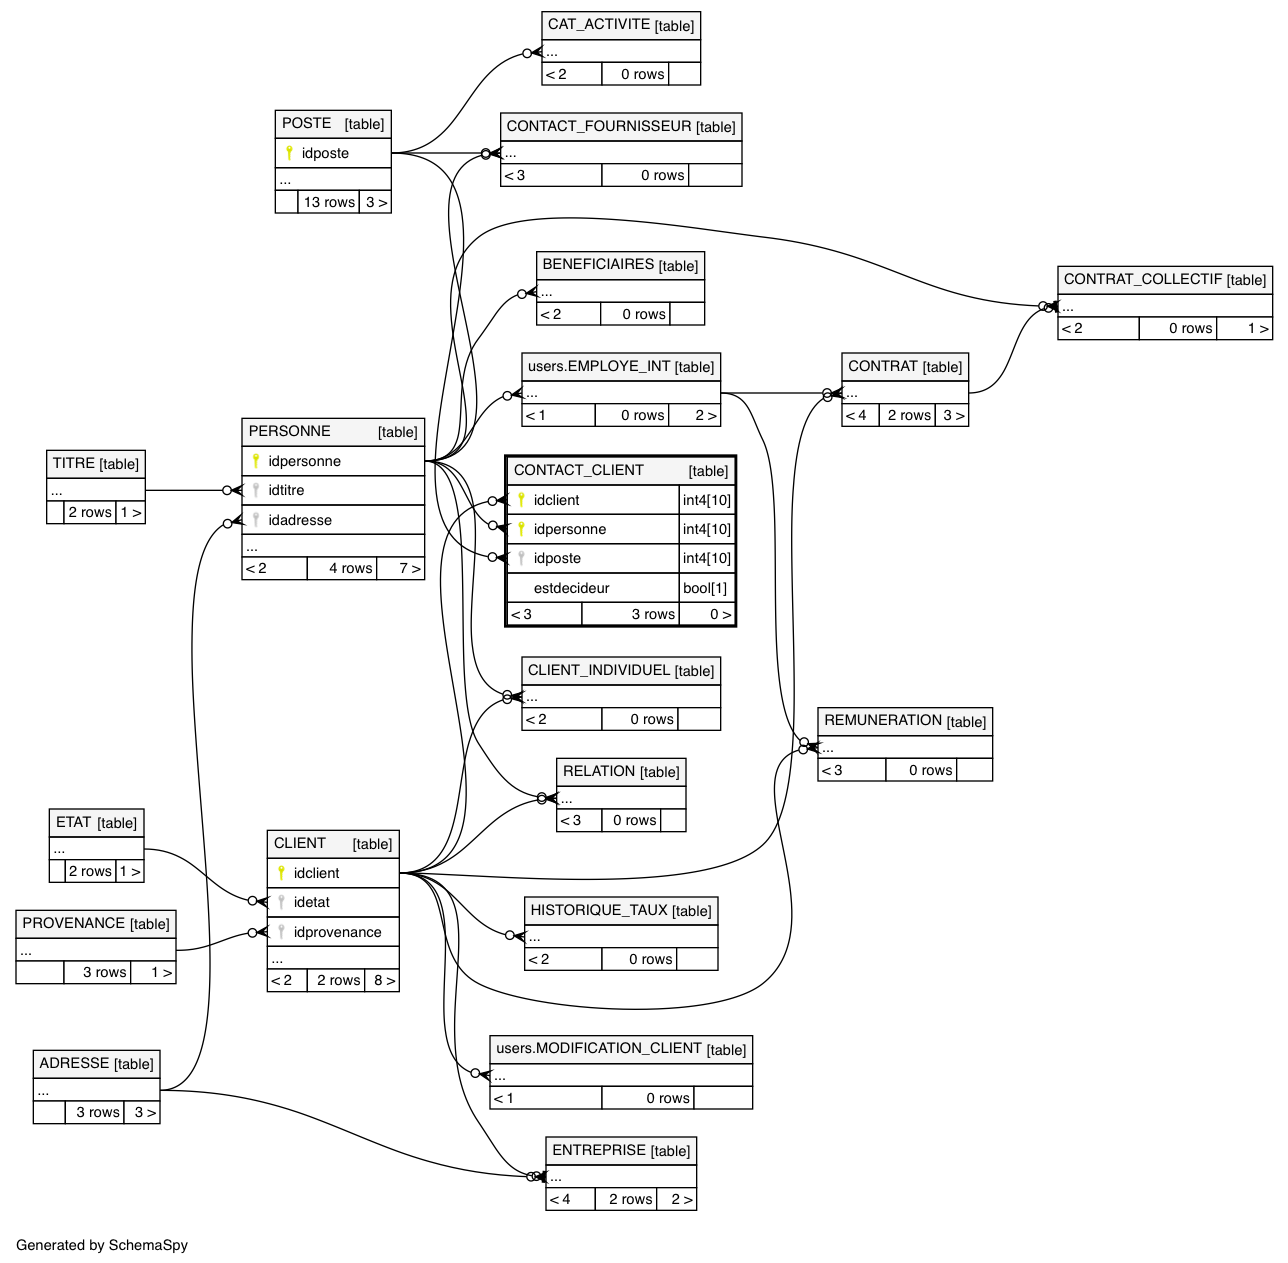 CAT_ACTIVITE [table]
...
< 2 0 rows
POSTE [table]
idposte
...
13 rows 3 >
CONTACT_FOURNISSEUR [table]
...
< 3 0 rows
BENEFICIAIRES [table]
...
< 2 0 rows
CONTRAT_COLLECTIF [table]
...
< 2 0 rows 1 >
users.EMPLOYE_INT [table]
...
< 1 0 rows 2 >
CONTRAT [table]
...
< 4 2 rows 3 >
PERSONNE [table]
idpersonne
idtitre
idadresse
...
< 2 4 rows 7 >
TITRE [table]
...
2 rows 1 >
CONTACT_CLIENT [table]
idclient int4[10]
idpersonne int4[10]
idposte int4[10]
estdecideur bool[1]
< 3 3 rows 0 >
CLIENT_INDIVIDUEL [table]
...
< 2 0 rows
REMUNERATION [table]
...
< 3 0 rows
RELATION [table]
...
< 3 0 rows
ETAT [table]
...
2 rows 1 >
CLIENT [table]
idclient
idetat
idprovenance
...
< 2 2 rows 8 >
PROVENANCE [table]
...
3 rows 1 >
HISTORIQUE_TAUX [table]
...
< 2 0 rows
ADRESSE [table]
...
3 rows 3 >
users.MODIFICATION_CLIENT [table]
...
< 1 0 rows
ENTREPRISE [table]
...
< 4 2 rows 2 >
Generated by SchemaSpy